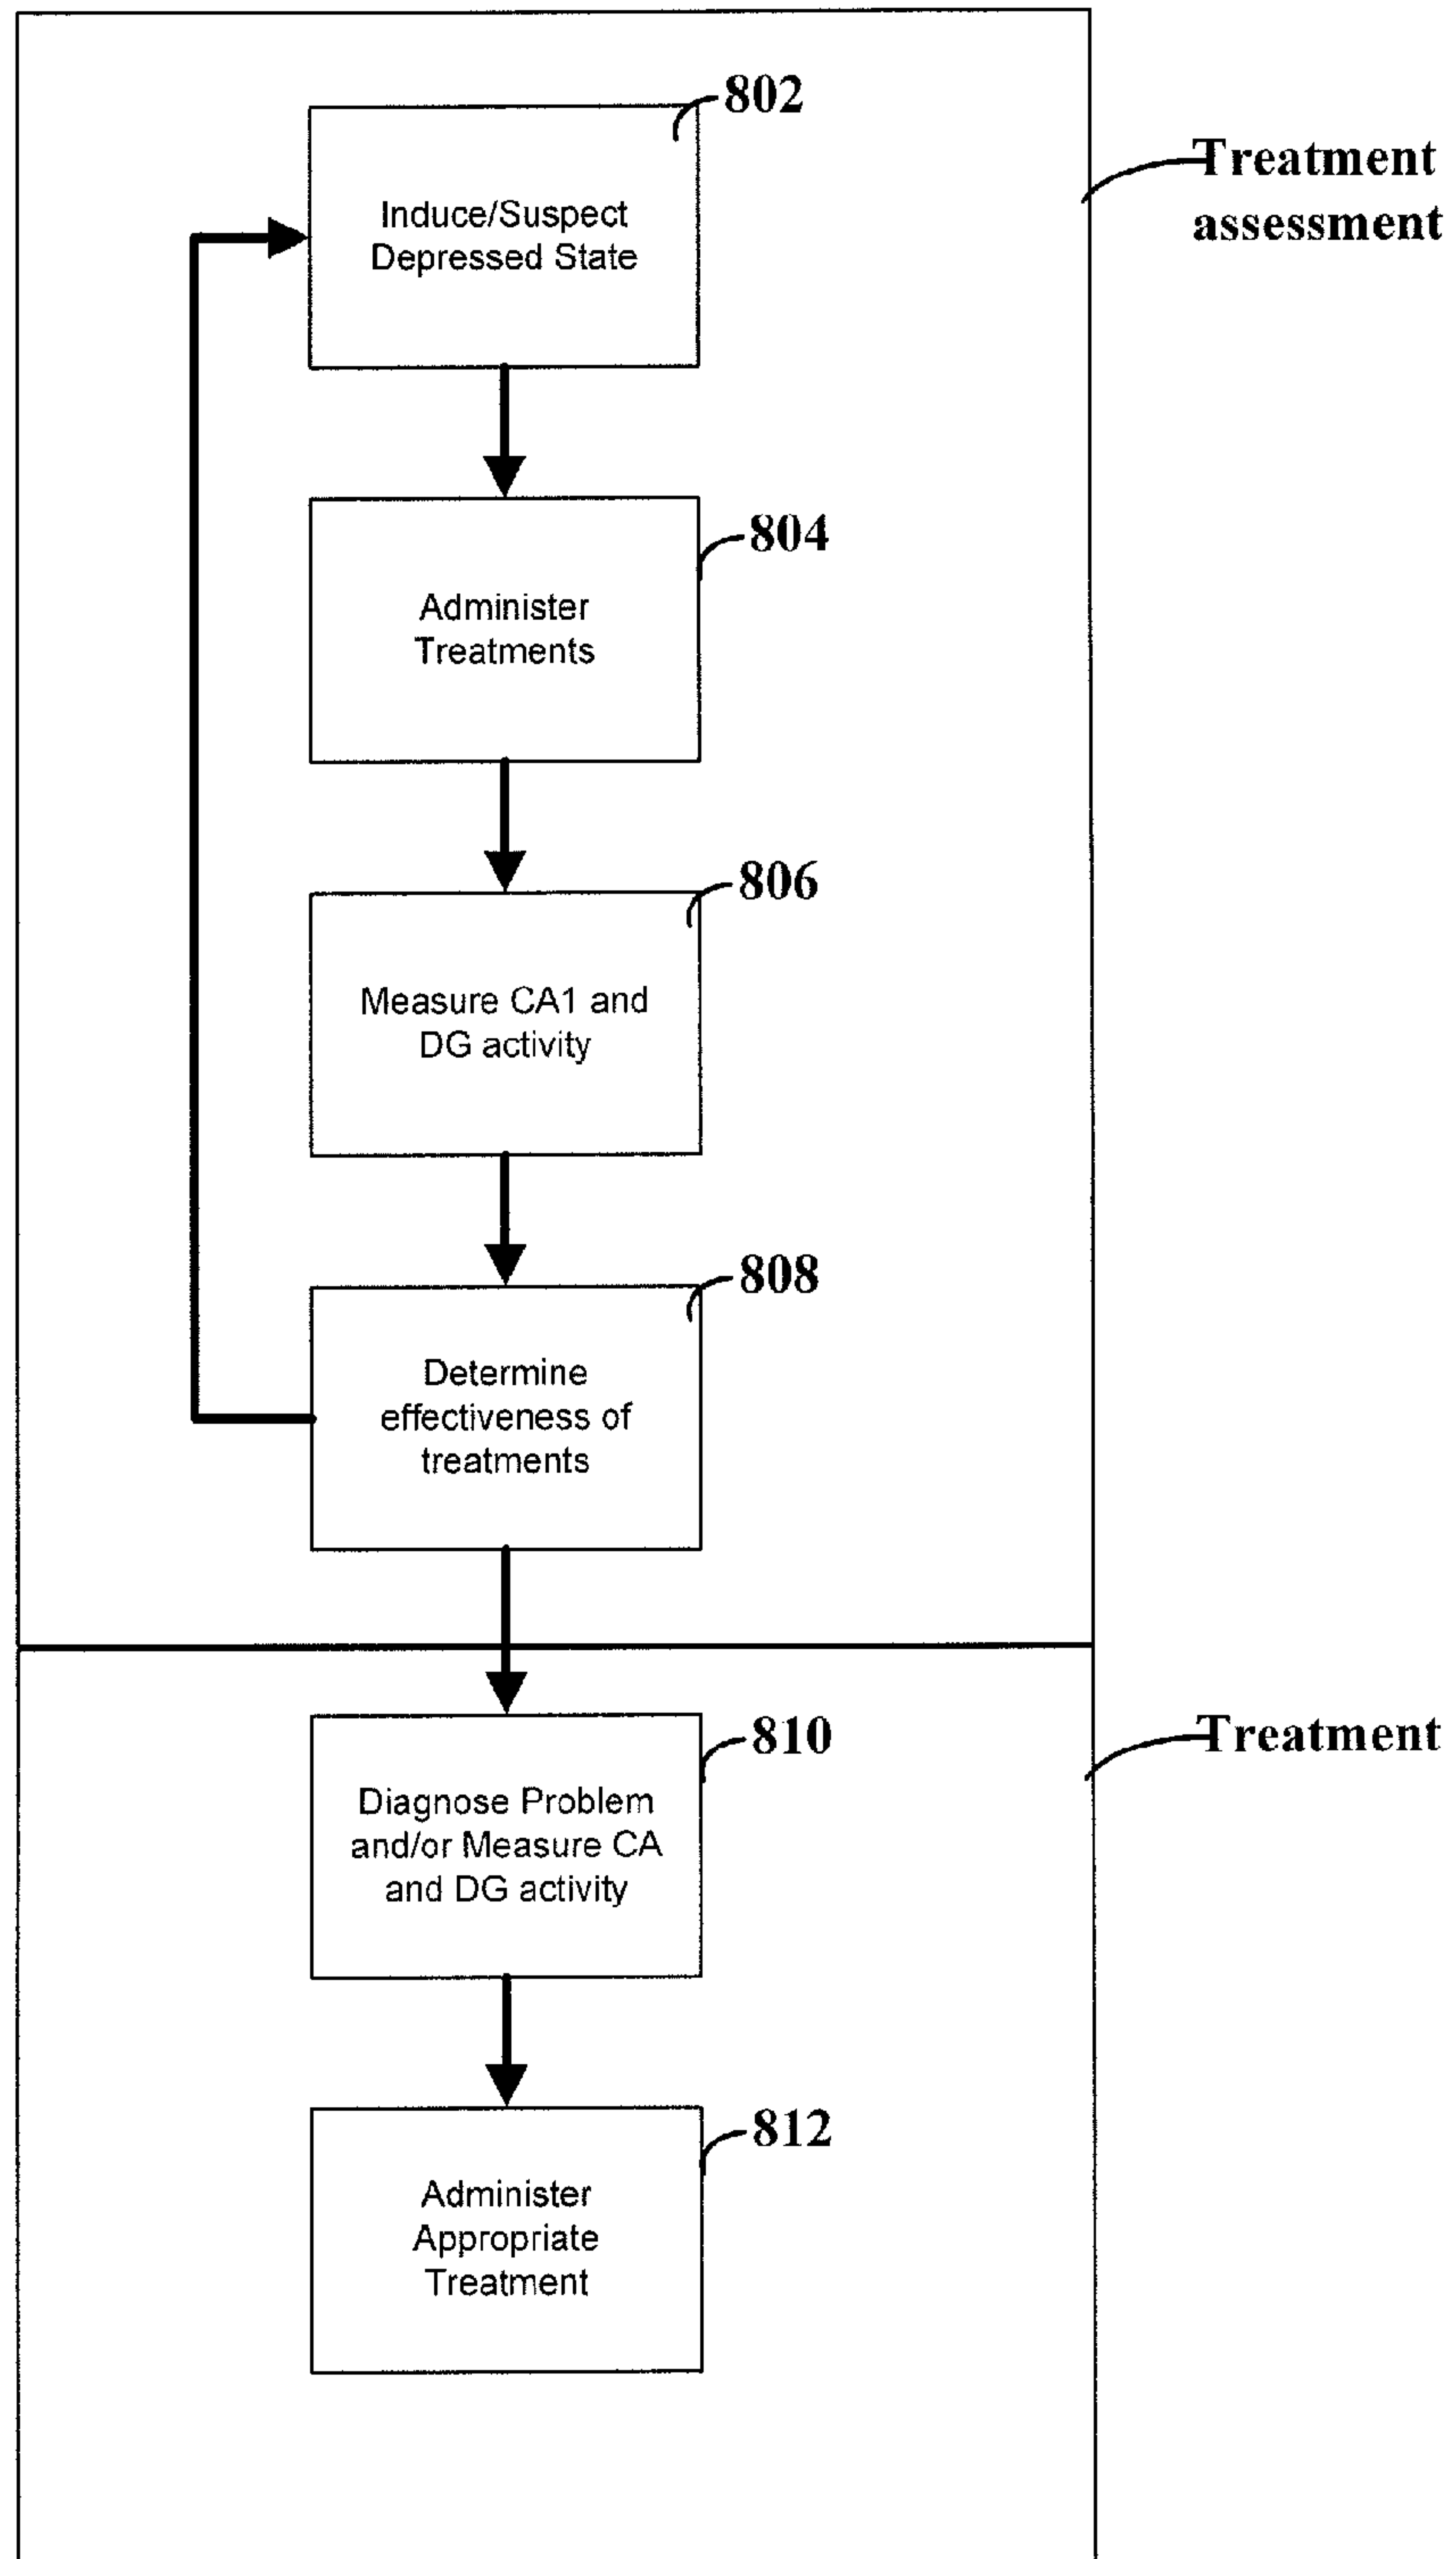 802
Treatment
assessment
Induce/Suspect
Depressed State
804
Administer
Treatments
806
Measure CA1 and
DG activity
808
Determine
effectiveness of
treatments
810
Treatment
Diagnose Problem
and/or Measure CA
and DG activity
812
Administer
Appropriate
Treatment